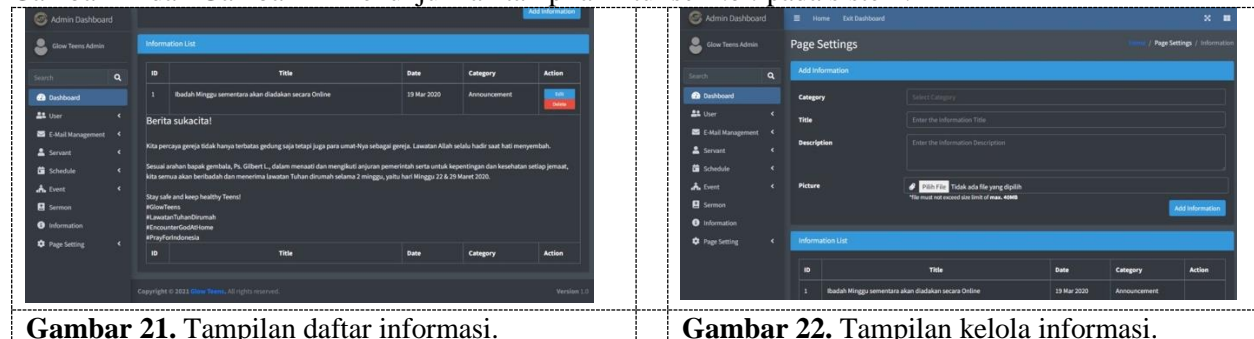 Admin Dashboard
Add Information
Glow Teens Admin
Information List
Search
ID Title Date Category Action
Dashboard
1 Ibadah Minggu sementara akan diadakan secara Online 19 Mar 2020 Announcement Edit
Delete
User
Berita sukacita!
E-Mail Management
Kita percaya gereja tidak hanya terbatas gedung saja tetapi juga para umat-Nya sebagai gereja. Lawatan Allah selalu hadir saat hati menyembah.
Servant
Sesuai arahan bapak gembala, Ps. Gilbert L., dalam menaati dan mengikuti anjuran pemerintah serta untuk kepentingan dan kesehatan setiap jemaat,
Schedule
kita semua akan beribadah dan menerima lawatan Tuhan dirumah selama 2 minggu, yaitu hari Minggu 22 & 29 Maret 2020.
Event
Stay safe and keep healthy Teens!
Sermon
#GlowTeens
#LawatanTuhanDirumah
Information
#EncounterGodAtHome
#PrayForIndonesia
Page Setting
ID Title Date Category Action
Copyright © 2021 Glow Teens. All rights reserved. Version 1.0
Gambar 21. Tampilan daftar informasi.
Admin Dashboard
Home Exit Dashboard
Glow Teens Admin
Page Settings
Home / Page Settings / Information
Search
Add Information
Dashboard
Category Select Category
User
Title Enter the Information Title
E-Mail Management
Description Enter the Information Description
Servant
Schedule
Event
Picture Pilih File Tidak ada file yang dipilih
*file must not exceed size limit of max. 40MB
Sermon
Add Information
Information
Page Setting
Information List
ID Title Date Category Action
1 Ibadah Minggu sementara akan diadakan secara Online 19 Mar 2020 Announcement
Gambar 22. Tampilan kelola informasi.